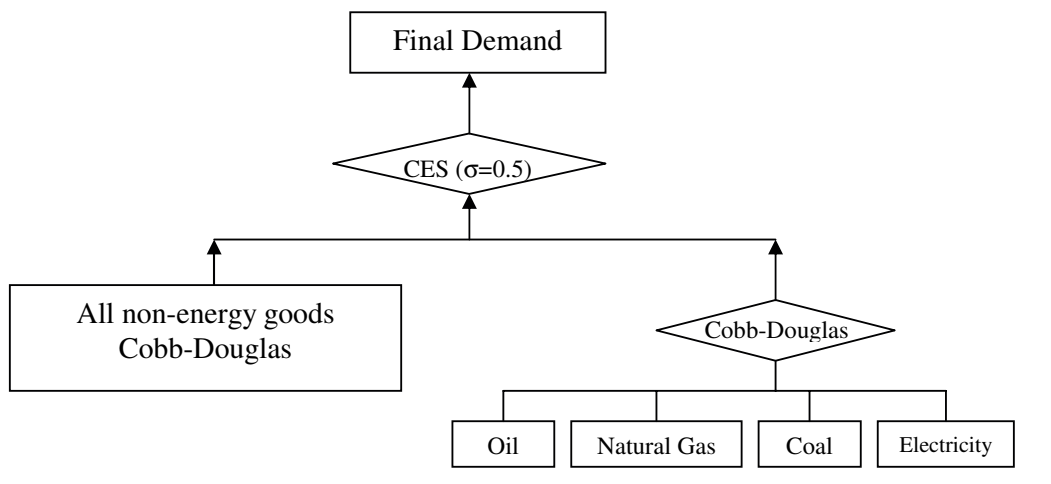 Final Demand
CES (σ=0.5)
All non-energy goods
Cobb-Douglas
Cobb-Douglas
Oil
Natural Gas
Coal
Electricity